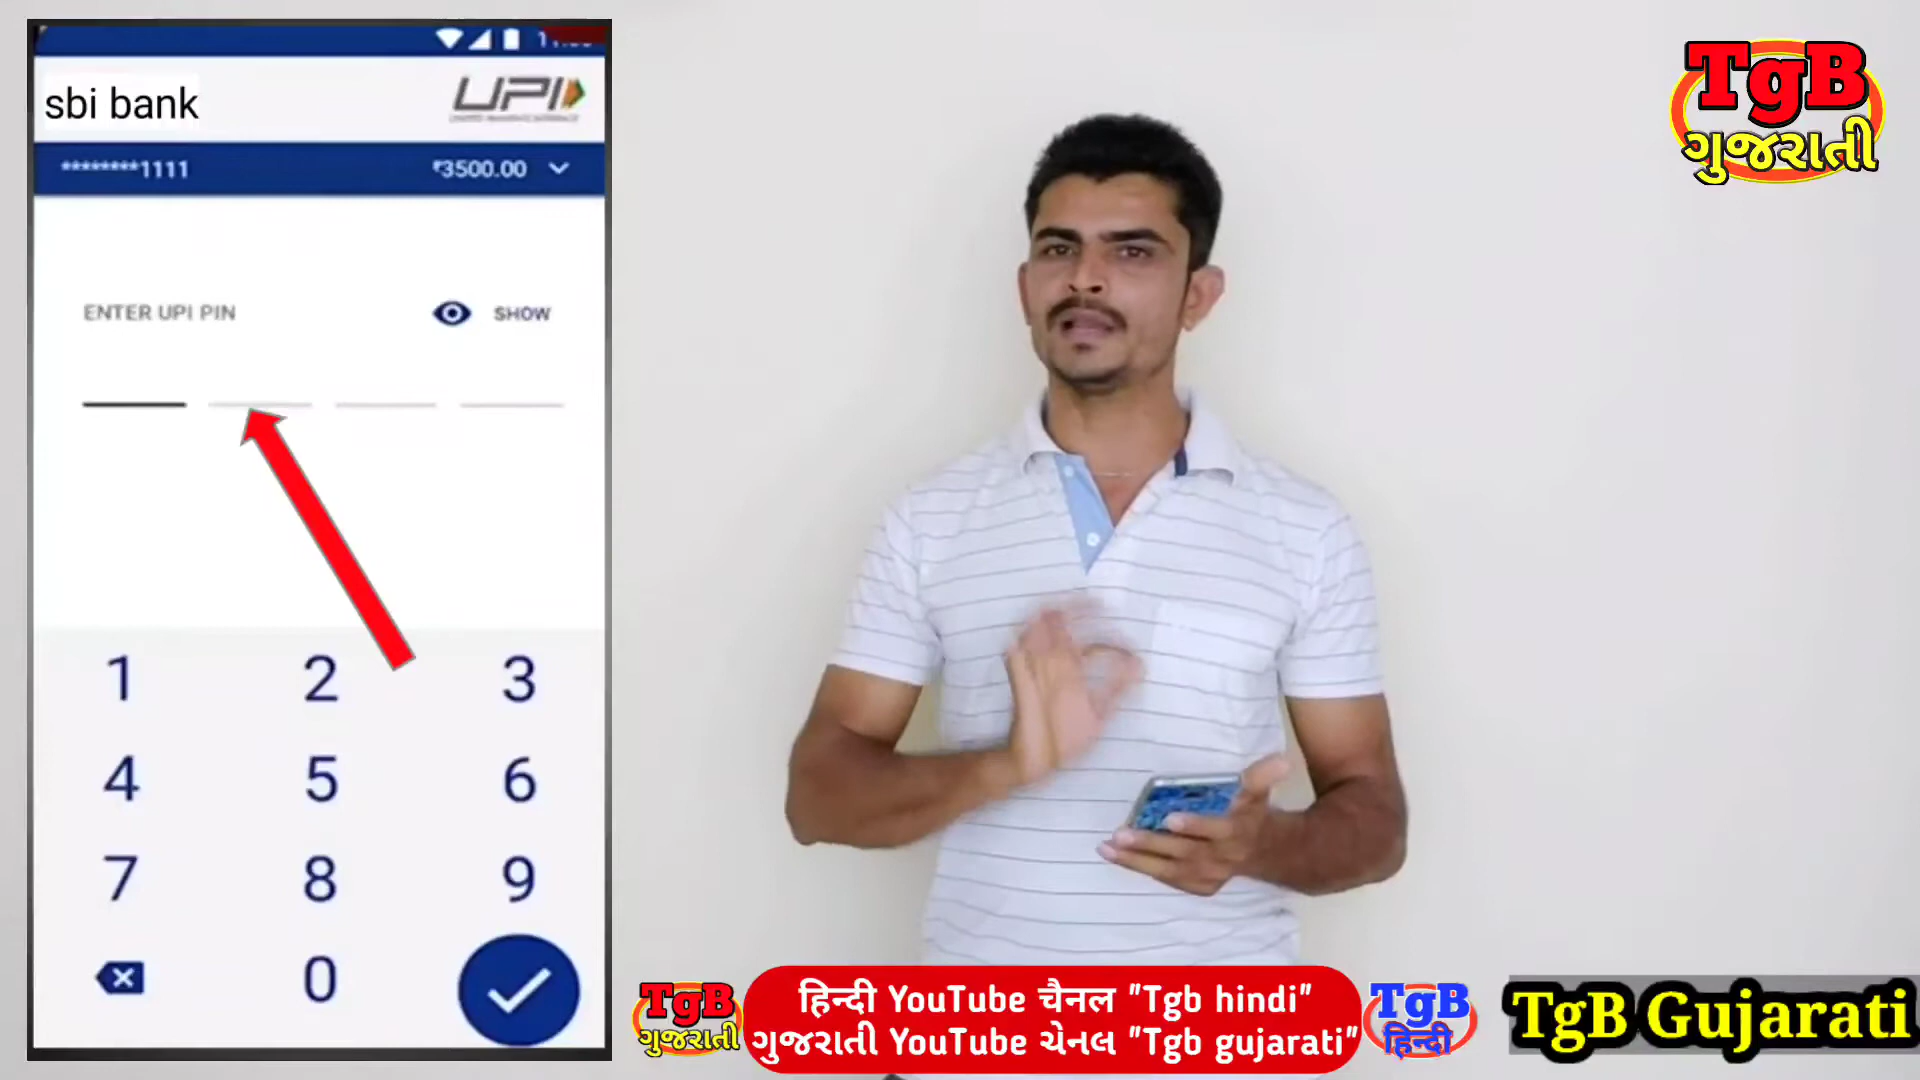 sbi bank
UPI
********1111
₹3500.00
ENTER UPI PIN
SHOW
1 2 3
4 5 6
7 8 9
0
TgB
ગુજરાતી
TgB
ગુજરાતી
हिन्दी YouTube चैनल "Tgb hindi"
ગુજરાતી YouTube ચેનલ "Tgb gujarati"
TgB
हिन्दी
TgB Gujarati